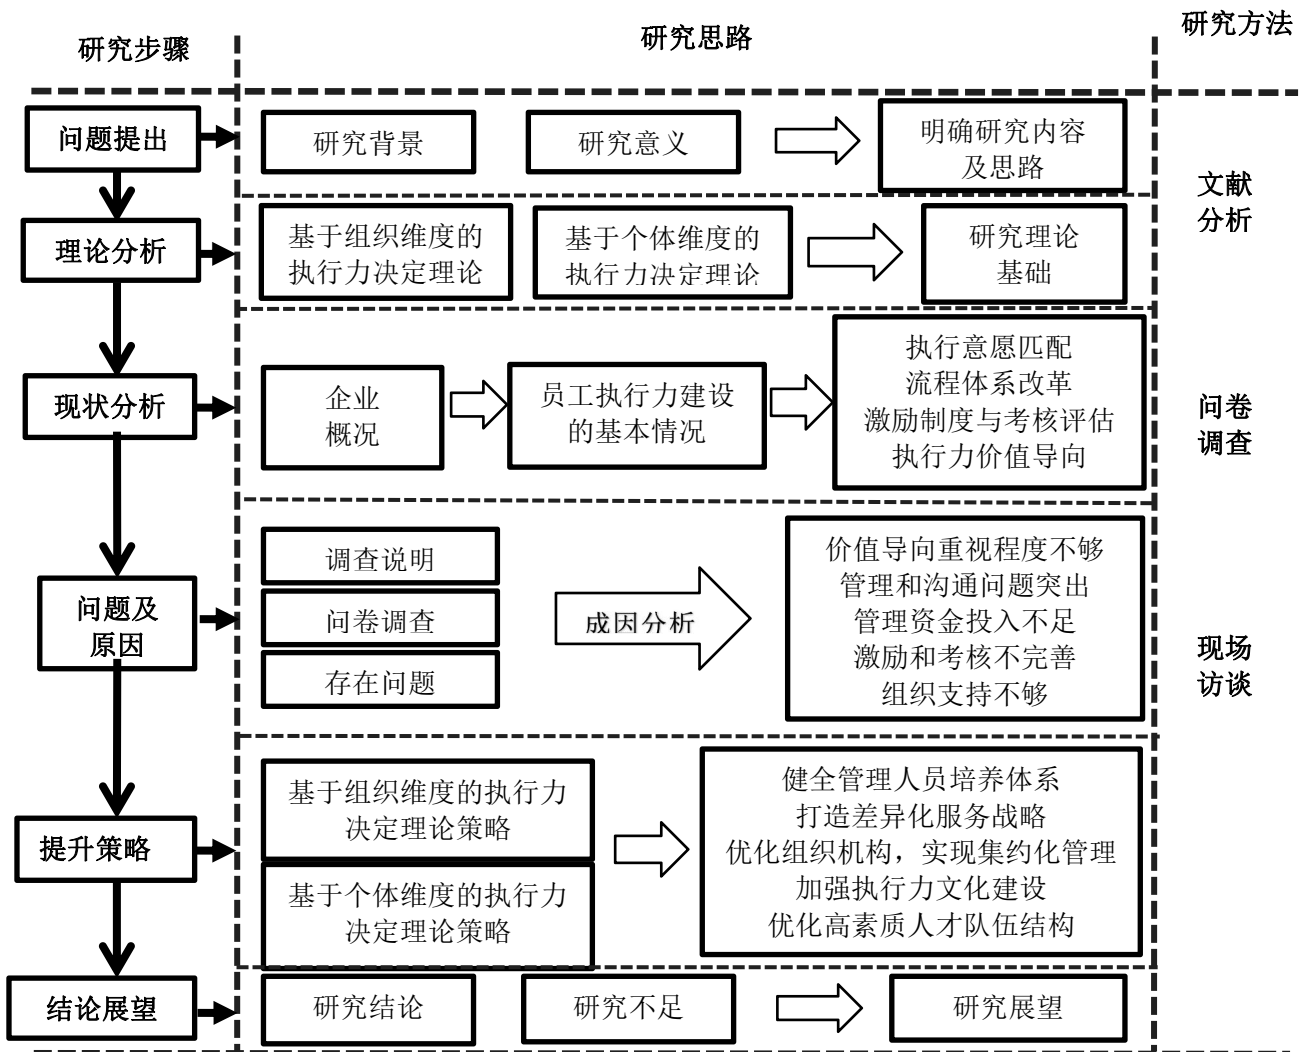 研究步骤
研究思路
研究方法
问题提出
研究背景
研究意义
明确研究内容
及思路
文献
分析
理论分析
基于组织维度的
执行力决定理论
基于个体维度的
执行力决定理论
研究理论
基础
现状分析
企业
概况
员工执行力建设
的基本情况
执行意愿匹配
流程体系改革
激励制度与考核评估
执行力价值导向
问卷
调查
问题及
原因
调查说明
问卷调查
存在问题
成因分析
价值导向重视程度不够
管理和沟通问题突出
管理资金投入不足
激励和考核不完善
组织支持不够
现场
访谈
提升策略
基于组织维度的执行力
决定理论策略
基于个体维度的执行力
决定理论策略
健全管理人员培养体系
打造差异化服务战略
优化组织机构，实现集约化管理
加强执行力文化建设
优化高素质人才队伍结构
结论展望
研究结论
研究不足
研究展望